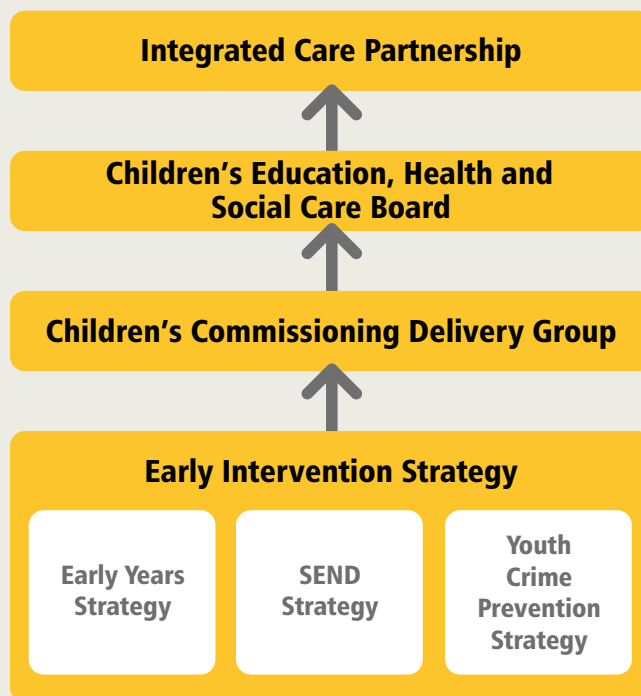 Integrated Care Partnership
Children’s Education, Health and
Social Care Board
Children’s Commissioning Delivery Group
Early Intervention Strategy
Early Years
Strategy
SEND
Strategy
Youth
Crime
Prevention
Strategy